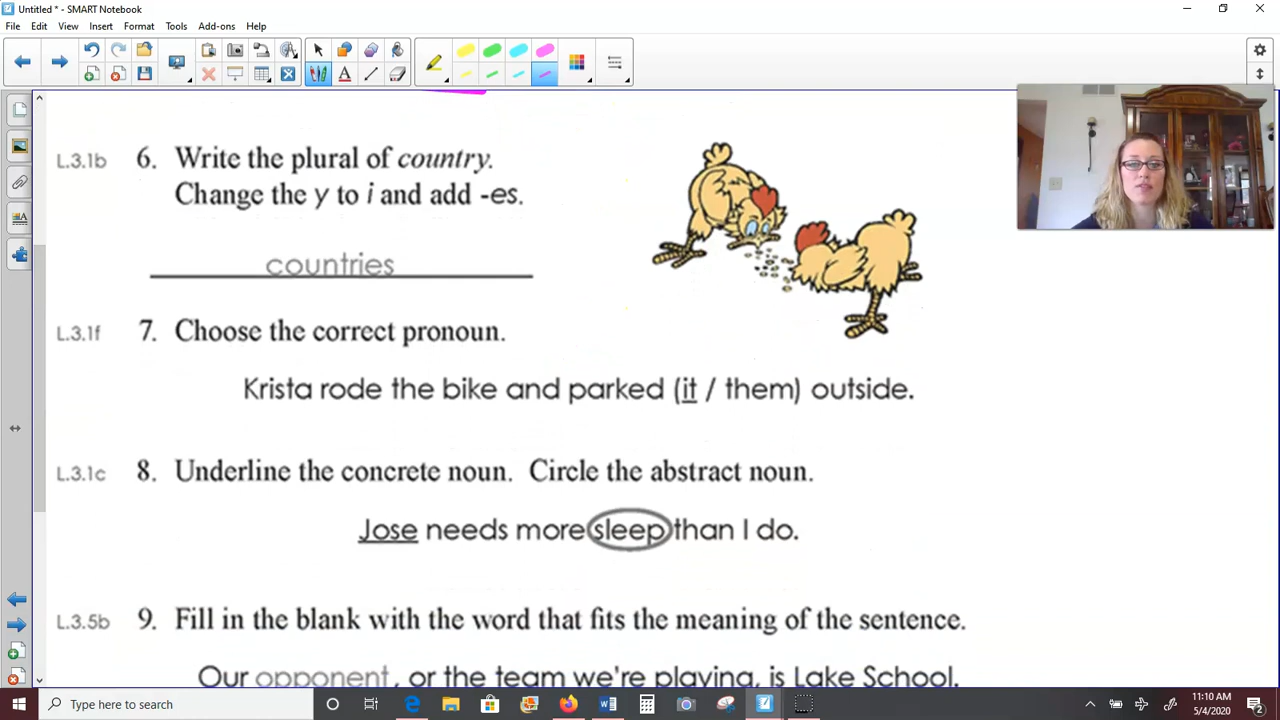 Untitled * - SMART Notebook
File Edit View Insert Format Tools Add-ons Help
L.3.1b 6. Write the plural of country.
Change the y to i and add -es.
countries
L.3.1f 7. Choose the correct pronoun.
Krista rode the bike and parked (it / them) outside.
L.3.1c 8. Underline the concrete noun. Circle the abstract noun.
Jose needs more sleep than I do.
L.3.5b 9. Fill in the blank with the word that fits the meaning of the sentence.
Our opponent, or the team we're playing, is Lake School.
Type here to search
11:10 AM
5/4/2020
2